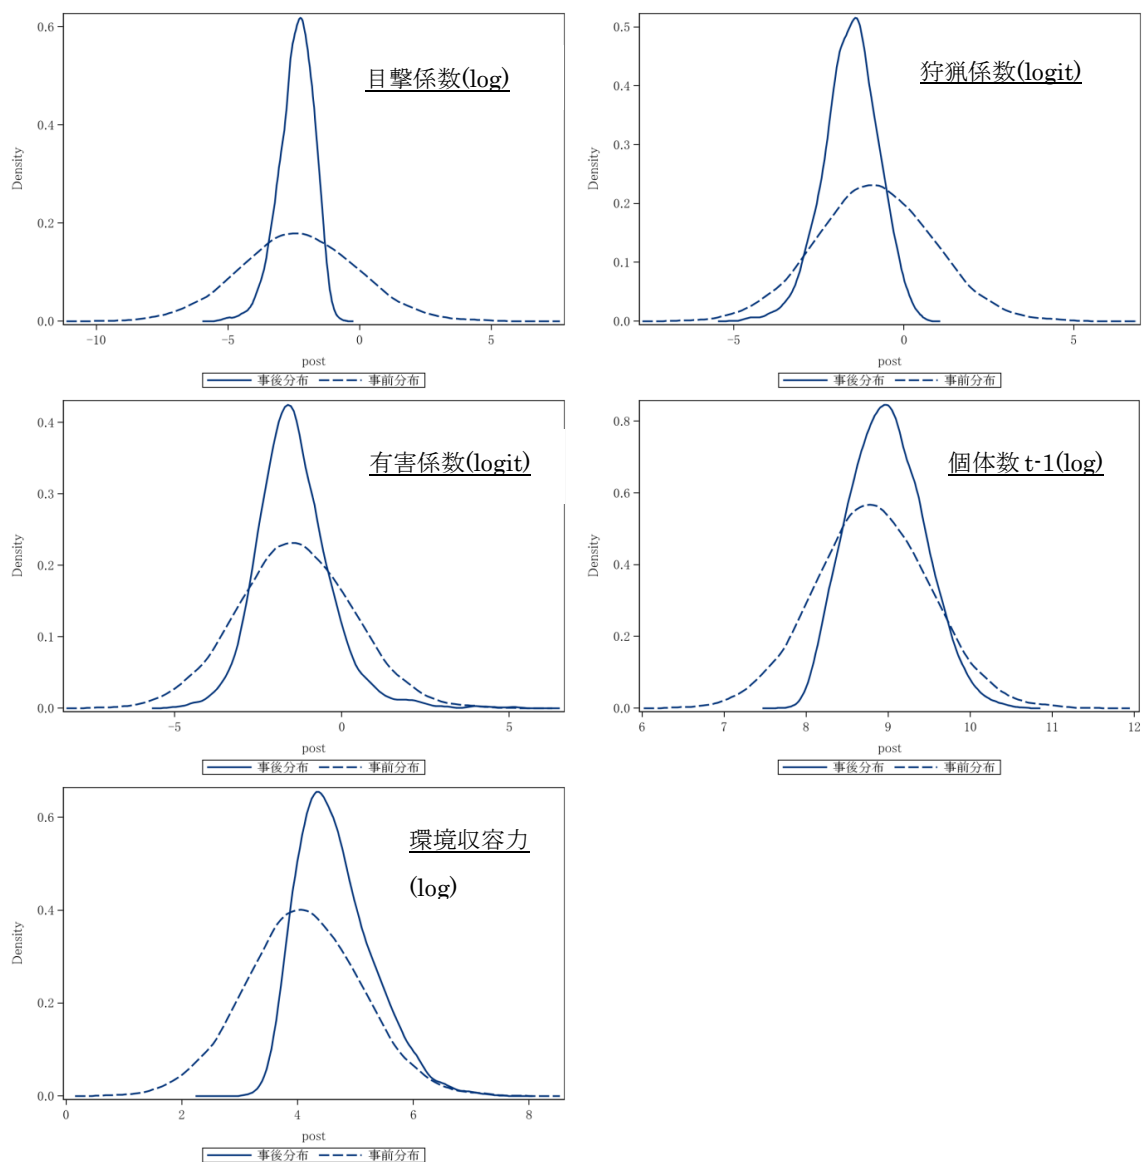 目撃係数(log)
0.6
0.4
0.2
0.0
Density
-10
-5
0
5
post
事後分布
事前分布
狩猟係数(logit)
0.5
0.4
0.3
0.2
0.1
0.0
Density
-5
0
5
post
事後分布
事前分布
有害係数(logit)
0.4
0.3
0.2
0.1
0.0
Density
-5
0
5
post
事後分布
事前分布
個体数 t-1(log)
0.8
0.6
0.4
0.2
0.0
Density
6
7
8
9
10
11
12
post
事後分布
事前分布
環境収容力
(log)
0.6
0.4
0.2
0.0
Density
0
2
4
6
8
post
事後分布
事前分布